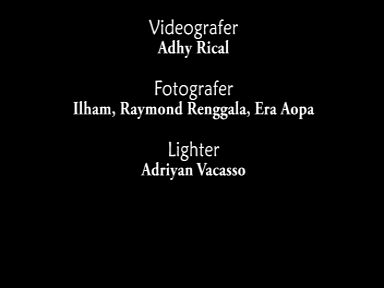 Videografer
Adhy Rical
Fotografer
Ilham, Raymond Renggala, Era Aopa
Lighter
Adriyan Vacasso